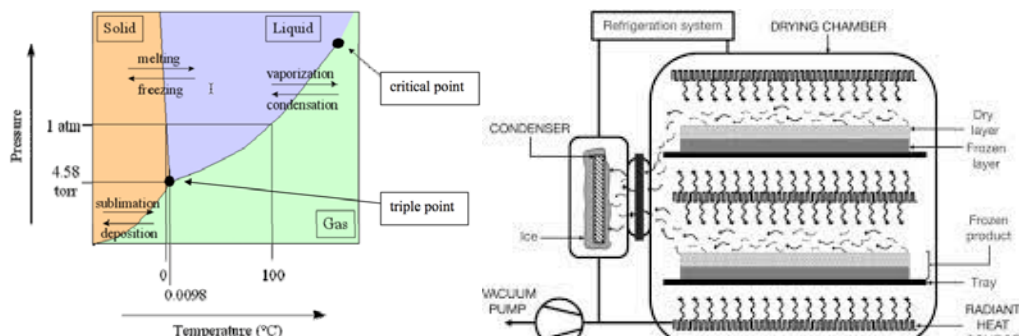 Solid
Liquid
melting
freezing
vaporization
condensation
critical point
Pressure
1 atm
4.58
torr
sublimation
deposition
triple point
Gas
0
100
0.0098
Temperature (°C)
Refrigeration system
DRYING CHAMBER
CONDENSER
Dry
layer
Frozen
layer
Ice
Frozen
product
Tray
VACUUM
PUMP
RADIANT
HEAT